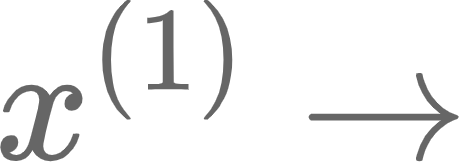 x^{(1)} →